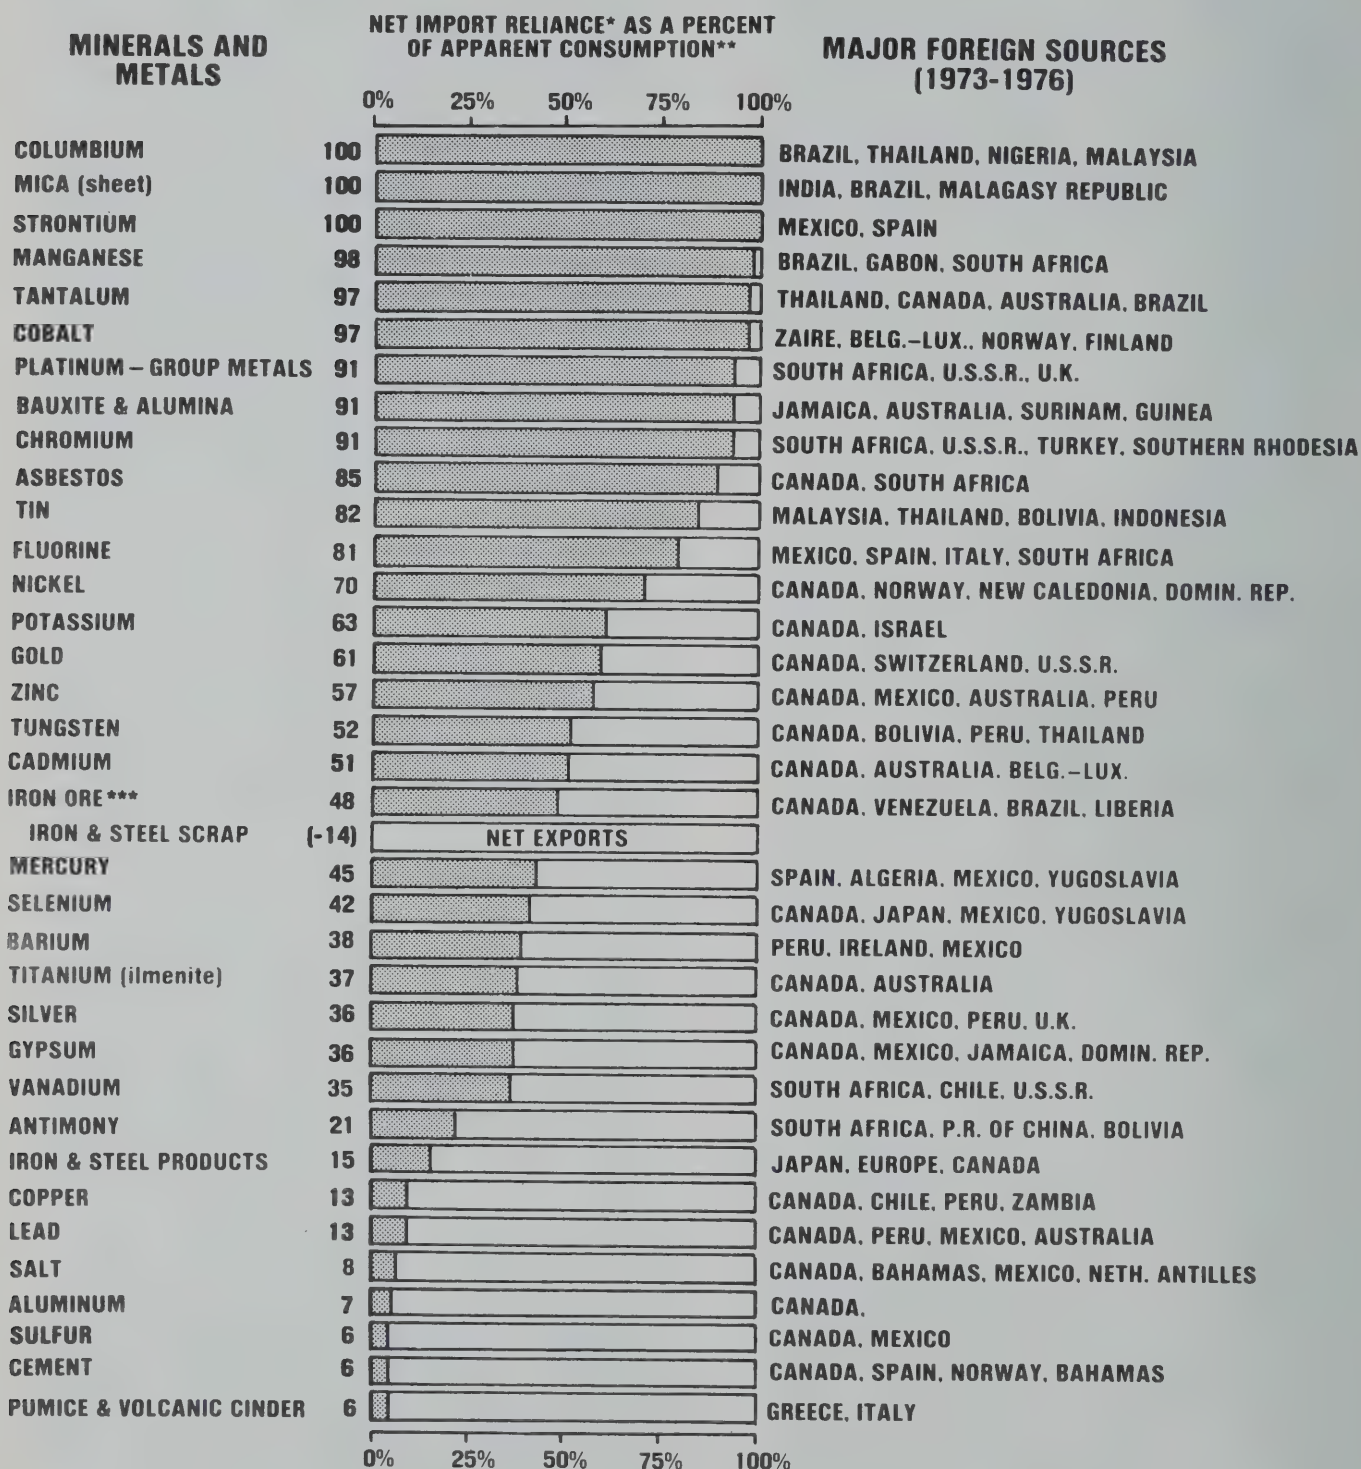 MINERALS AND
METALS
NET IMPORT RELIANCE* AS A PERCENT
OF APPARENT CONSUMPTION**
MAJOR FOREIGN SOURCES
(1973-1976)
0% 25% 50% 75% 100%
COLUMBIUM 100 BRAZIL, THAILAND, NIGERIA, MALAYSIA
MICA (sheet) 100 INDIA, BRAZIL, MALAGASY REPUBLIC
STRONTIUM 100 MEXICO, SPAIN
MANGANESE 98 BRAZIL, GABON, SOUTH AFRICA
TANTALUM 97 THAILAND, CANADA, AUSTRALIA, BRAZIL
COBALT 97 ZAIRE, BELG.–LUX., NORWAY, FINLAND
PLATINUM – GROUP METALS 91 SOUTH AFRICA, U.S.S.R., U.K.
BAUXITE & ALUMINA 91 JAMAICA, AUSTRALIA, SURINAM, GUINEA
CHROMIUM 91 SOUTH AFRICA, U.S.S.R., TURKEY, SOUTHERN RHODESIA
ASBESTOS 85 CANADA, SOUTH AFRICA
TIN 82 MALAYSIA, THAILAND, BOLIVIA, INDONESIA
FLUORINE 81 MEXICO, SPAIN, ITALY, SOUTH AFRICA
NICKEL 70 CANADA, NORWAY, NEW CALEDONIA, DOMIN. REP.
POTASSIUM 63 CANADA, ISRAEL
GOLD 61 CANADA, SWITZERLAND, U.S.S.R.
ZINC 57 CANADA, MEXICO, AUSTRALIA, PERU
TUNGSTEN 52 CANADA, BOLIVIA, PERU, THAILAND
CADMIUM 51 CANADA, AUSTRALIA, BELG.–LUX.
IRON ORE*** 48 CANADA, VENEZUELA, BRAZIL, LIBERIA
IRON & STEEL SCRAP (-14) NET EXPORTS
MERCURY 45 SPAIN, ALGERIA, MEXICO, YUGOSLAVIA
SELENIUM 42 CANADA, JAPAN, MEXICO, YUGOSLAVIA
BARIUM 38 PERU, IRELAND, MEXICO
TITANIUM (ilmenite) 37 CANADA, AUSTRALIA
SILVER 36 CANADA, MEXICO, PERU, U.K.
GYPSUM 36 CANADA, MEXICO, JAMAICA, DOMIN. REP.
VANADIUM 35 SOUTH AFRICA, CHILE, U.S.S.R.
ANTIMONY 21 SOUTH AFRICA, P.R. OF CHINA, BOLIVIA
IRON & STEEL PRODUCTS 15 JAPAN, EUROPE, CANADA
COPPER 13 CANADA, CHILE, PERU, ZAMBIA
LEAD 13 CANADA, PERU, MEXICO, AUSTRALIA
SALT 8 CANADA, BAHAMAS, MEXICO, NETH. ANTILLES
ALUMINUM 7 CANADA,
SULFUR 6 CANADA, MEXICO
CEMENT 6 CANADA, SPAIN, NORWAY, BAHAMAS
PUMICE & VOLCANIC CINDER 6 GREECE, ITALY
0% 25% 50% 75% 100%